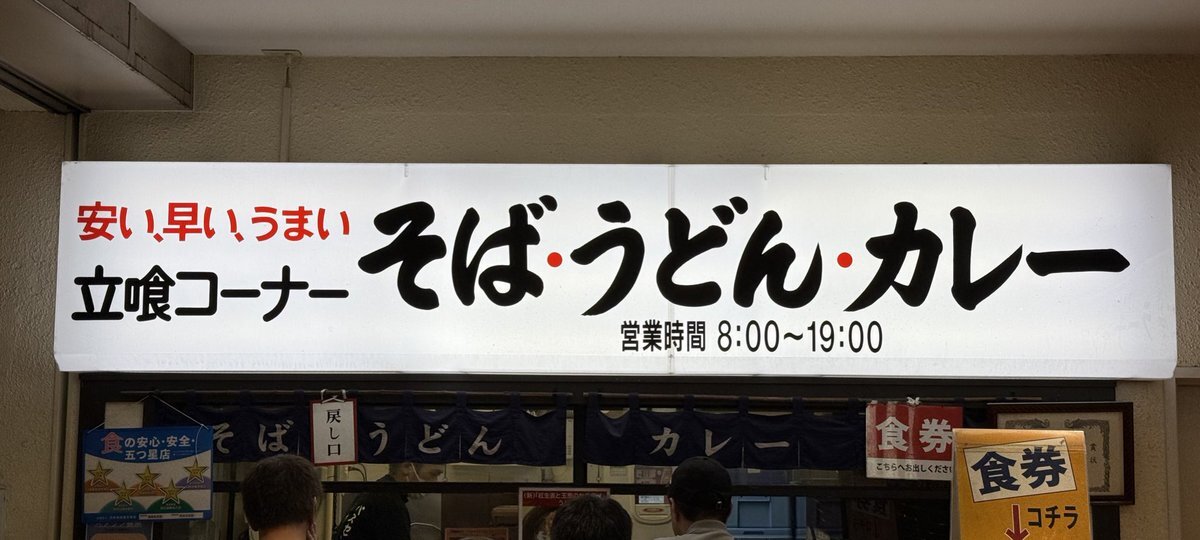 安い、早い、うまい
立喰コーナー
そば・うどん・カレー
営業時間 8:00~19:00
そば うどん カレー
戻し口
食の安心・安全・
五つ星店
食券
こちらへお出しください
食券
コチラ
賞状